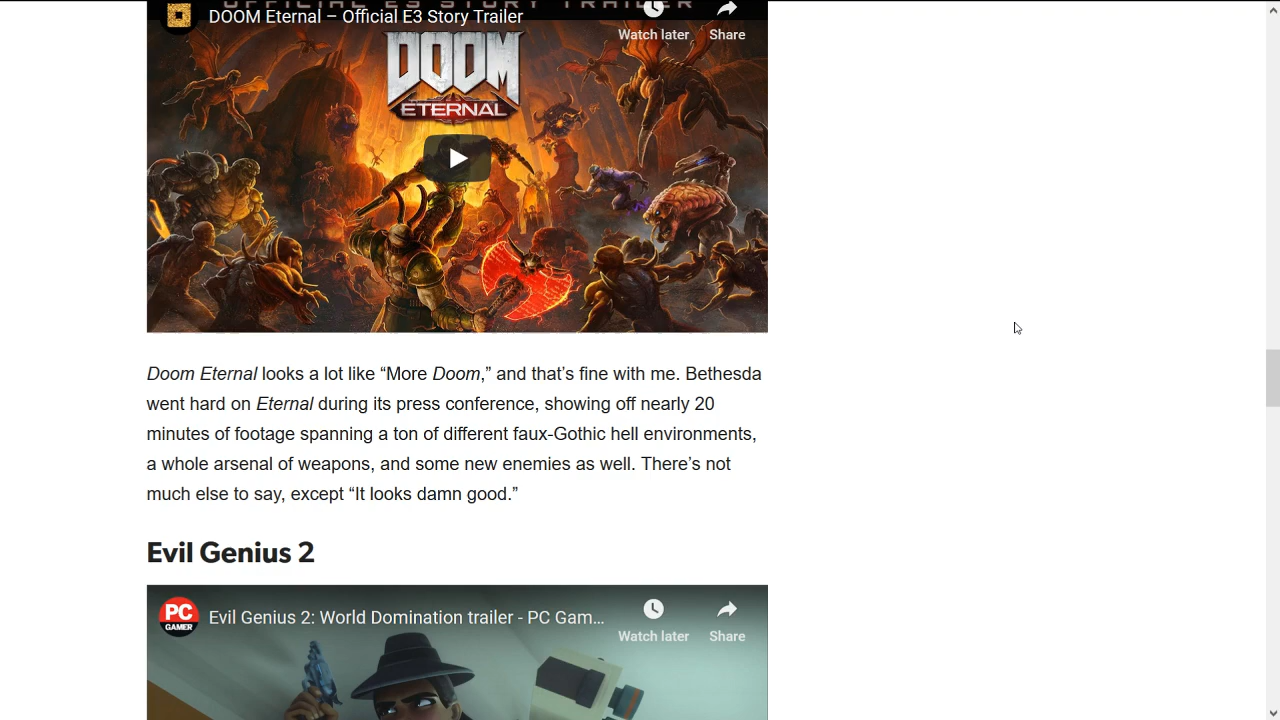 OFFICIAL E3 STORY TRAILER
DOOM Eternal – Official E3 Story Trailer
Watch later
Share
DOOM
ETERNAL
Doom Eternal looks a lot like “More Doom,” and that’s fine with me. Bethesda
went hard on Eternal during its press conference, showing off nearly 20
minutes of footage spanning a ton of different faux-Gothic hell environments,
a whole arsenal of weapons, and some new enemies as well. There’s not
much else to say, except “It looks damn good.”
Evil Genius 2
PC
GAMER
Evil Genius 2: World Domination trailer - PC Gam...
Watch later
Share